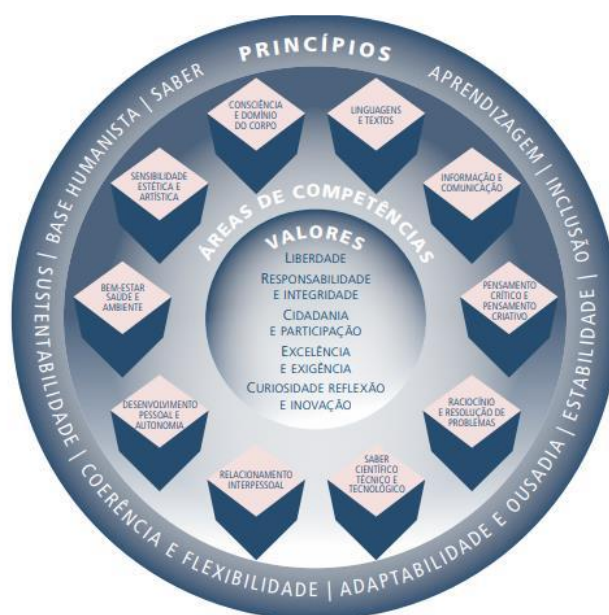 PRINCÍPIOS
APRENDIZAGEM | INCLUSÃO | ESTABILIDADE | ADAPTABILIDADE E OUSADIA | COERÊNCIA E FLEXIBILIDADE | SUSTENTABILIDADE | BASE HUMANISTA | SABER
ÁREAS DE COMPETÊNCIAS
LINGUAGENS
E TEXTOS
INFORMAÇÃO E
COMUNICAÇÃO
PENSAMENTO
CRÍTICO E
PENSAMENTO
CRIATIVO
RACIOCÍNIO
E RESOLUÇÃO DE
PROBLEMAS
SABER
CIENTÍFICO
TÉCNICO E
TECNOLÓGICO
RELACIONAMENTO
INTERPESSOAL
DESENVOLVIMENTO
PESSOAL E
AUTONOMIA
BEM-ESTAR
SAÚDE E
AMBIENTE
SENSIBILIDADE
ESTÉTICA E
ARTÍSTICA
CONSCIÊNCIA
E DOMÍNIO
DO CORPO
VALORES
LIBERDADE
RESPONSABILIDADE
E INTEGRIDADE
CIDADANIA
E PARTICIPAÇÃO
EXCELÊNCIA
E EXIGÊNCIA
CURIOSIDADE REFLEXÃO
E INOVAÇÃO